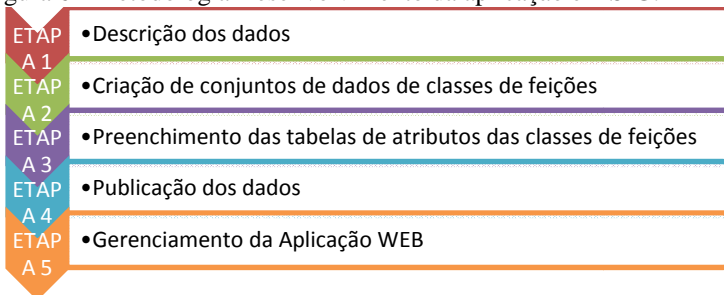 ETAP
A 1
•Descrição dos dados
ETAP
A 2
•Criação de conjuntos de dados de classes de feições
ETAP
A 3
•Preenchimento das tabelas de atributos das classes de feições
ETAP
A 4
•Publicação dos dados
ETAP
A 5
•Gerenciamento da Aplicação WEB